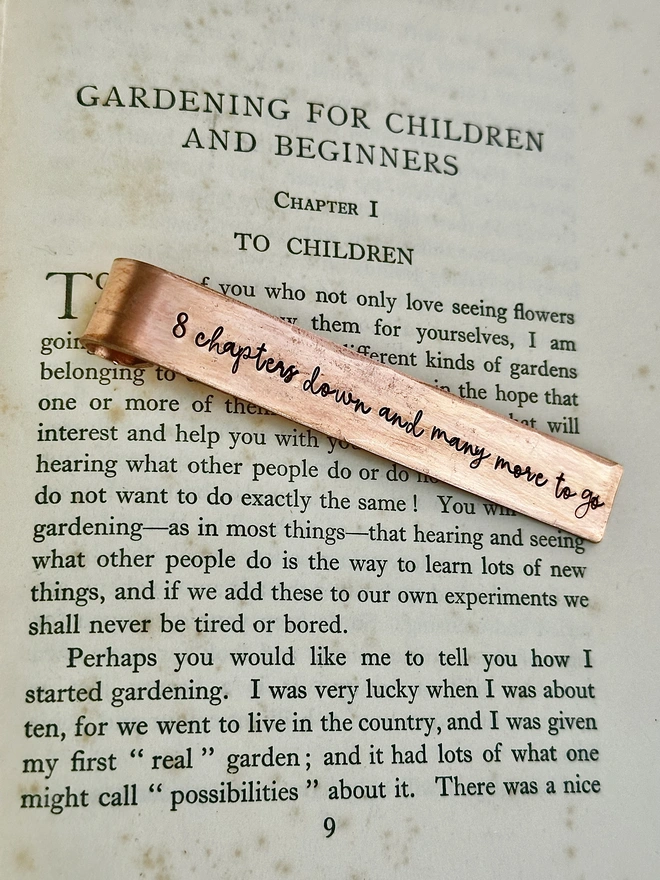 GARDENING FOR CHILDREN
AND BEGINNERS
CHAPTER I
TO CHILDREN
you who not only love seeing flowers
them for yourselves, I am
going different kinds of gardens
belonging to in the hope that
one or more of them will
interest and help you with
hearing what other people do or do
do not want to do exactly the same! You
gardening—as in most things—that hearing and seeing
what other people do is the way to learn lots of new
things, and if we add these to our own experiments we
shall never be tired or bored.
Perhaps you would like me to tell you how I
started gardening. I was very lucky when I was about
ten, for we went to live in the country, and I was given
my first “real” garden; and it had lots of what one
might call “possibilities” about it. There was a nice
9
8 chapters down and many more to go